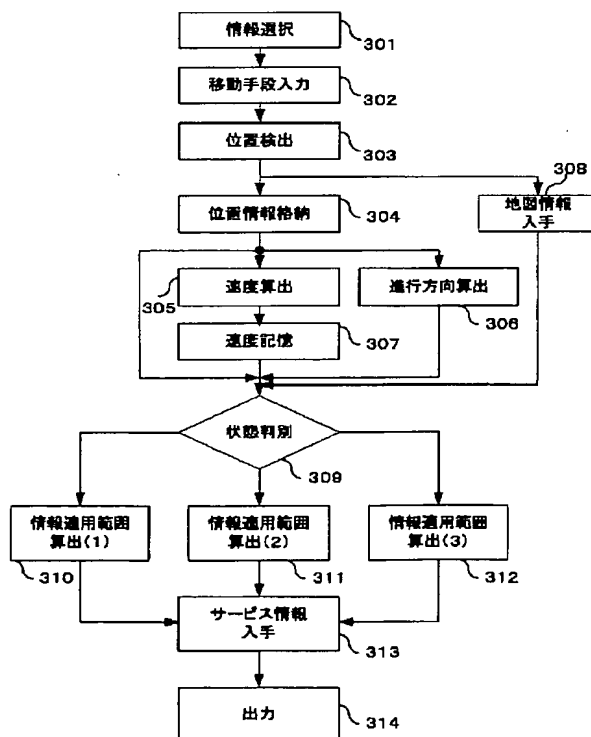 情報選択
301
移動手段入力
302
位置検出
303
308
位置情報格納
304
地図情報
入手
速度算出
305
進行方向算出
306
速度記憶
307
状態判別
309
情報適用範囲
算出(1)
310
情報適用範囲
算出(2)
311
情報適用範囲
算出(3)
312
サービス情報
入手
313
出力
314